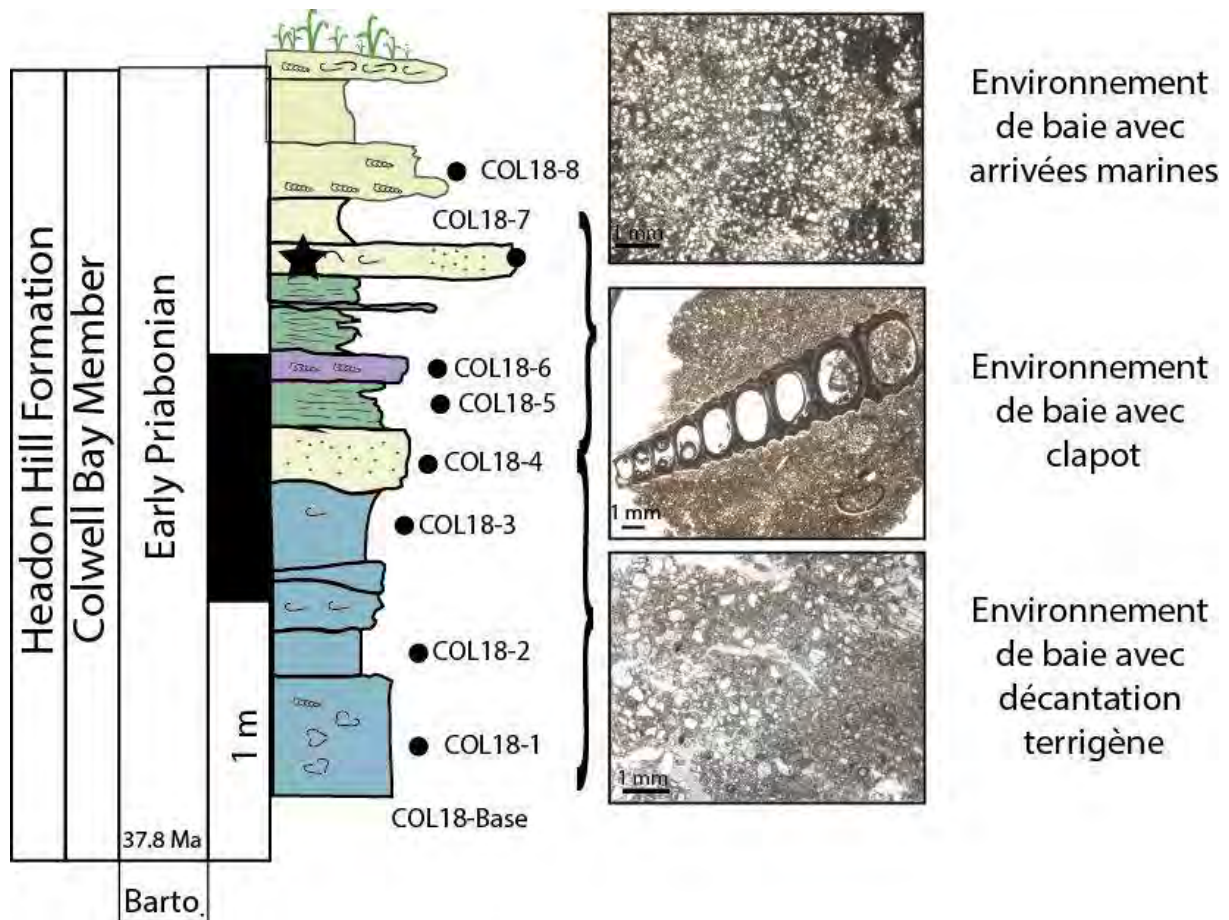 Headon Hill Formation
Colwell Bay Member
Early Priabonian
37.8 Ma
Barto.
1 m
COL18-8
COL18-7
COL18-6
COL18-5
COL18-4
COL18-3
COL18-2
COL18-1
COL18-Base
1 mm
1 mm
1 mm
Environnement
de baie avec
arrivées marines
Environnement
de baie avec
clapot
Environnement
de baie avec
décantation
terrigène